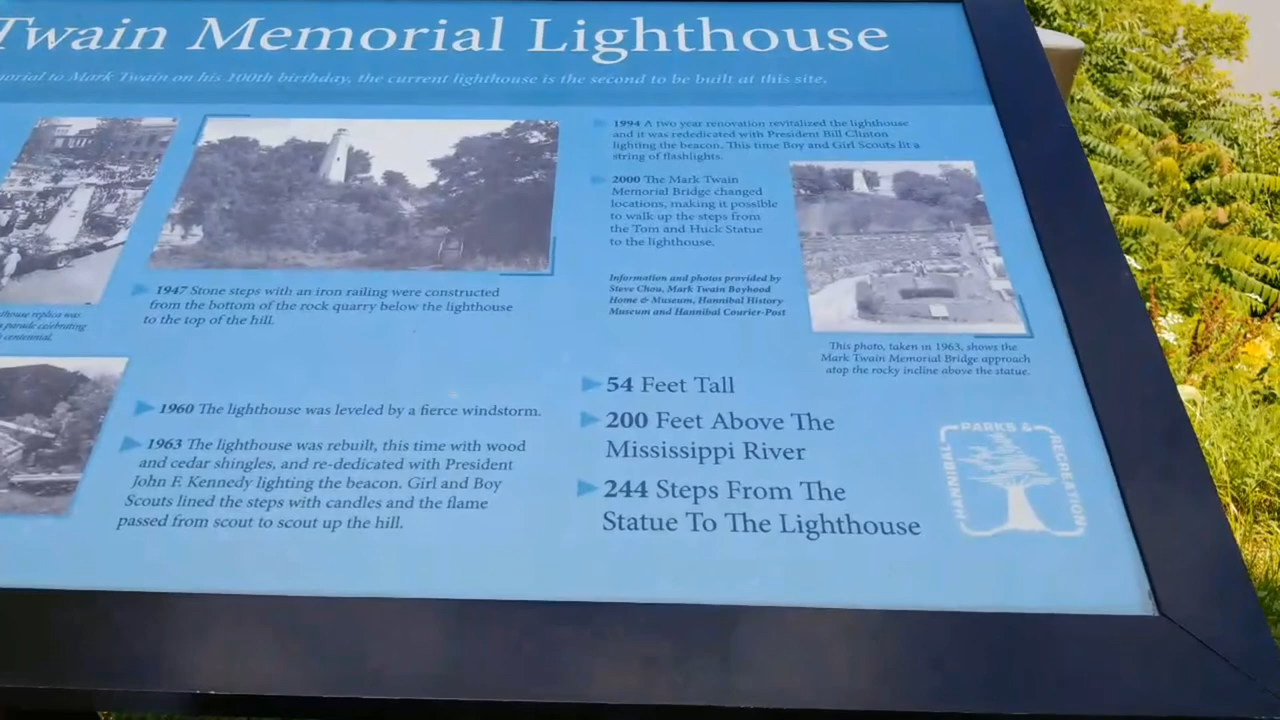 Twain Memorial Lighthouse
morial to Mark Twain on his 100th birthday, the current lighthouse is the second to be built at this site.
thouse replica was
parade celebrating
centennial.
1947 Stone steps with an iron railing were constructed
from the bottom of the rock quarry below the lighthouse
to the top of the hill.
1960 The lighthouse was leveled by a fierce windstorm.
1963 The lighthouse was rebuilt, this time with wood
and cedar shingles, and re-dedicated with President
John F. Kennedy lighting the beacon. Girl and Boy
Scouts lined the steps with candles and the flame
passed from scout to scout up the hill.
1994 A two year renovation revitalized the lighthouse
and it was rededicated with President Bill Clinton
lighting the beacon. This time Boy and Girl Scouts lit a
string of flashlights.
2000 The Mark Twain
Memorial Bridge changed
locations, making it possible
to walk up the steps from
the Tom and Huck Statue
to the lighthouse.
Information and photos provided by
Steve Chou, Mark Twain Boyhood
Home & Museum, Hannibal History
Museum and Hannibal Courier-Post
This photo, taken in 1963, shows the
Mark Twain Memorial Bridge approach
atop the rocky incline above the statue.
54 Feet Tall
200 Feet Above The
Mississippi River
244 Steps From The
Statue To The Lighthouse
HANNIBAL PARKS & RECREATION